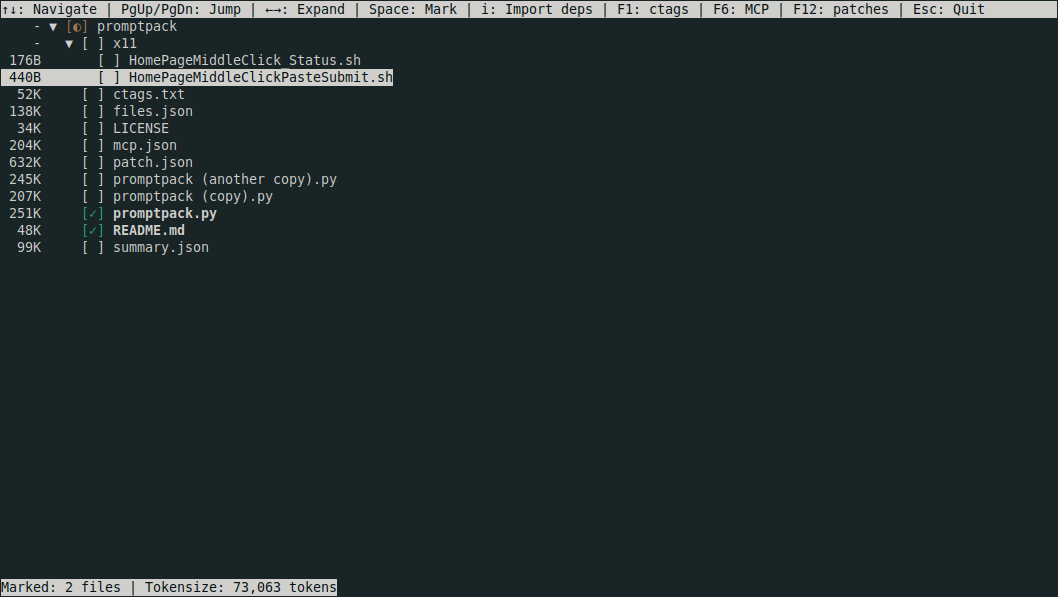 ↑↓: Navigate | PgUp/PgDn: Jump | ←→: Expand | Space: Mark | i: Import deps | F1: ctags | F6: MCP | F12: patches | Esc: Quit
- ▼ [◐] promptpack
- ▼ [ ] x11
176B [ ] HomePageMiddleClick_Status.sh
440B [ ] HomePageMiddleClickPasteSubmit.sh
52K [ ] ctags.txt
138K [ ] files.json
34K [ ] LICENSE
204K [ ] mcp.json
632K [ ] patch.json
245K [ ] promptpack (another copy).py
207K [ ] promptpack (copy).py
251K [✓] promptpack.py
48K [✓] README.md
99K [ ] summary.json
Marked: 2 files | Tokensize: 73,063 tokens